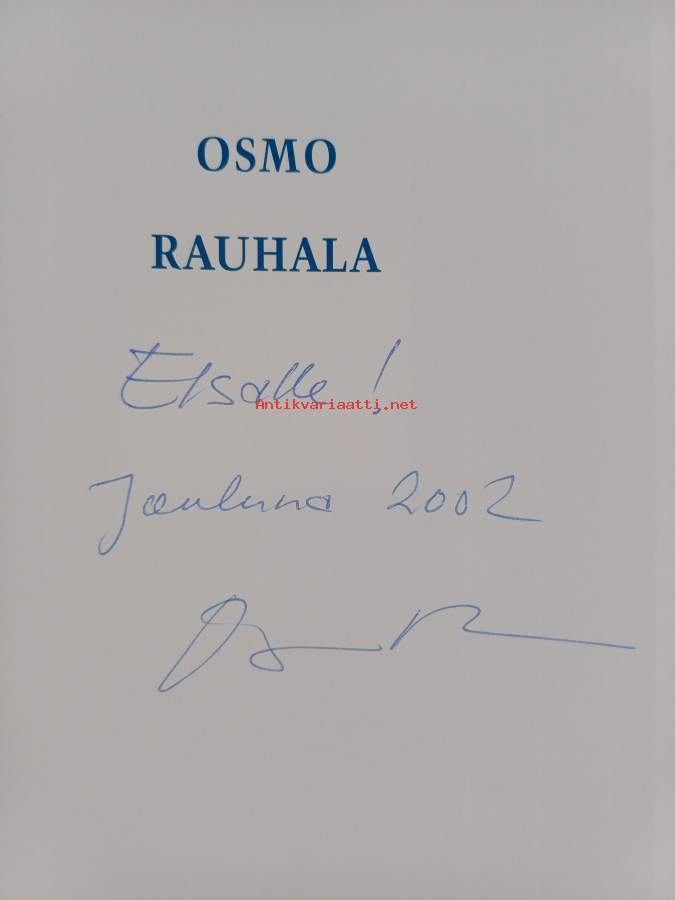 OSMO
RAUHALA
Elsalle!
Antikvariaatti.net
Jouluna 2002